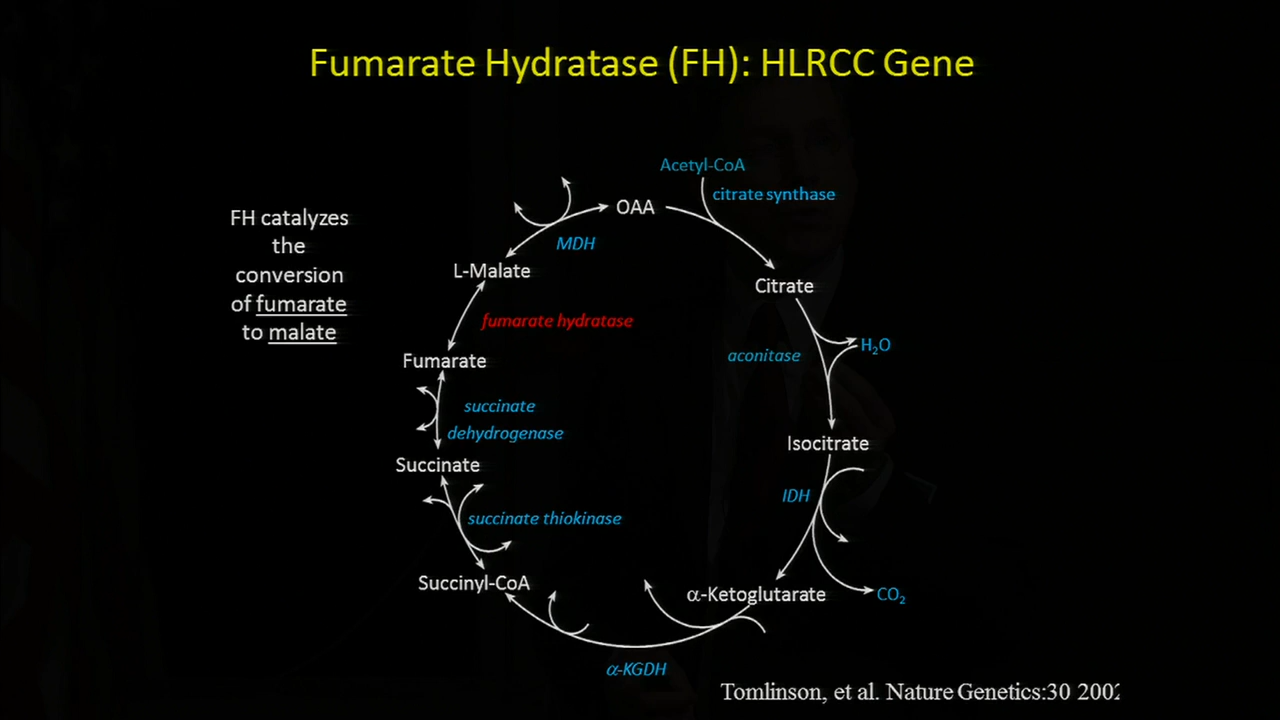 Fumarate Hydratase (FH): HLRCC Gene
FH catalyzes
the
conversion
of fumarate
to malate
Acetyl-CoA
citrate synthase
OAA
MDH
L-Malate
Citrate
fumarate hydratase
aconitase
H₂O
Fumarate
succinate
dehydrogenase
Isocitrate
Succinate
IDH
succinate thiokinase
Succinyl-CoA
α-Ketoglutarate
CO₂
α-KGDH
Tomlinson, et al. Nature Genetics:30 2002